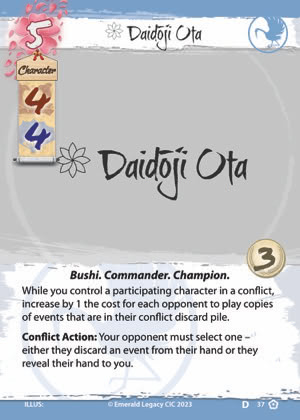 5
Daidōji Ota
Character
4
4
Daidōji Ota
3
Bushi. Commander. Champion.
While you control a participating character in a conflict,
increase by 1 the cost for each opponent to play copies
of events that are in their conflict discard pile.
Conflict Action: Your opponent must select one –
either they discard an event from their hand or they
reveal their hand to you.
ILLUS: © Emerald Legacy CIC 2023 D 37